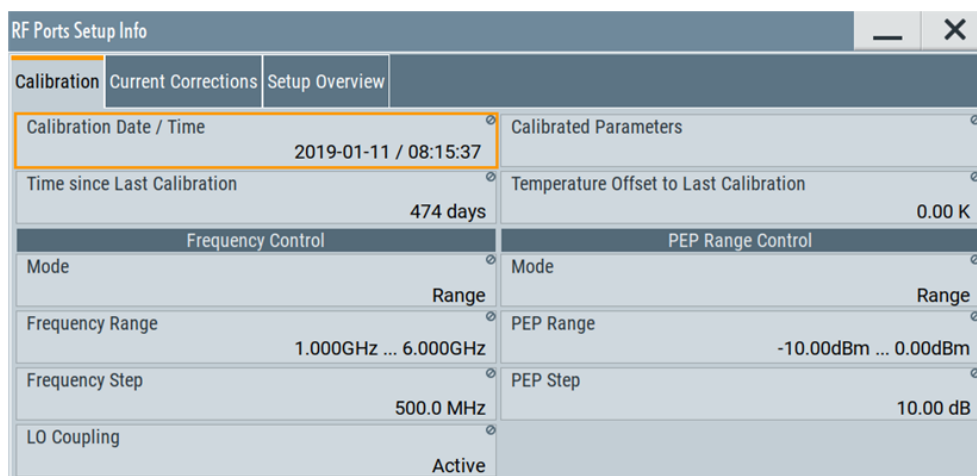 RF Ports Setup Info
Calibration Current Corrections Setup Overview
Calibration Date / Time
2019-01-11 / 08:15:37
Calibrated Parameters
Time since Last Calibration
474 days
Temperature Offset to Last Calibration
0.00 K
Frequency Control
PEP Range Control
Mode
Range
Mode
Range
Frequency Range
1.000GHz ... 6.000GHz
PEP Range
-10.00dBm ... 0.00dBm
Frequency Step
500.0 MHz
PEP Step
10.00 dB
LO Coupling
Active